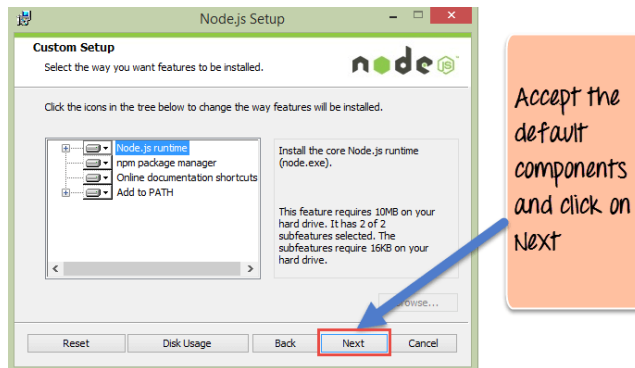 Node.js Setup
Custom Setup
Select the way you want features to be installed.
node JS
Click the icons in the tree below to change the way features will be installed.
Node.js runtime
npm package manager
Online documentation shortcuts
Add to PATH
Install the core Node.js runtime
(node.exe).
This feature requires 10MB on your
hard drive. It has 2 of 2
subfeatures selected. The
subfeatures require 16KB on your
hard drive.
Reset
Disk Usage
Back
Next
Cancel
Accept the
default
components
and click on
Next